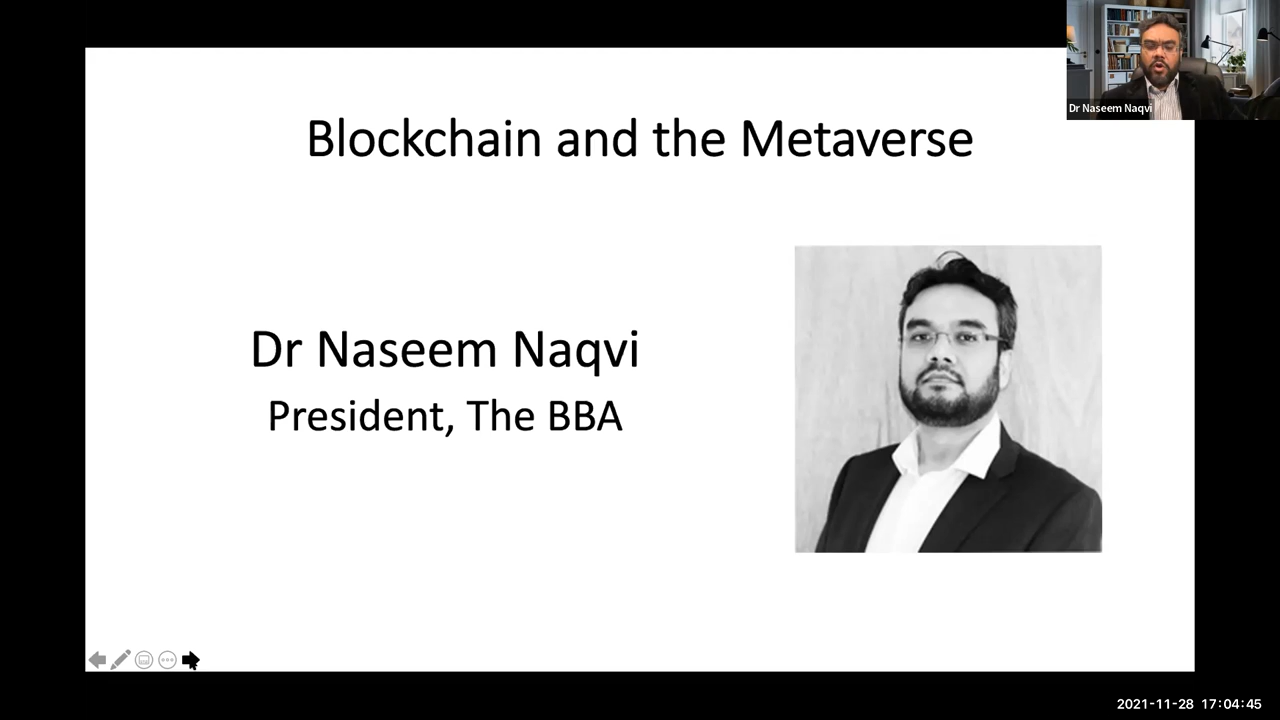 Dr Naseem Naqvi
Blockchain and the Metaverse
Dr Naseem Naqvi
President, The BBA
2021-11-28 17:04:45